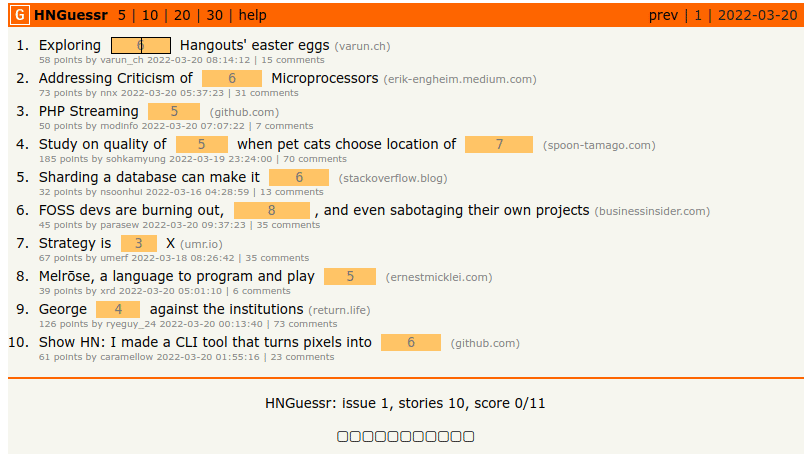 G HNGuessr 5 | 10 | 20 | 30 | help prev | 1 | 2022-03-20
1. Exploring 6 Hangouts' easter eggs (varun.ch)
58 points by varun_ch 2022-03-20 08:14:12 | 15 comments
2. Addressing Criticism of 6 Microprocessors (erik-engheim.medium.com)
73 points by nnx 2022-03-20 05:37:23 | 31 comments
3. PHP Streaming 5 (github.com)
50 points by modinfo 2022-03-20 07:07:22 | 7 comments
4. Study on quality of 5 when pet cats choose location of 7 (spoon-tamago.com)
185 points by sohkamyung 2022-03-19 23:24:00 | 70 comments
5. Sharding a database can make it 6 (stackoverflow.blog)
32 points by nsoonhui 2022-03-16 04:28:59 | 13 comments
6. FOSS devs are burning out, 8 , and even sabotaging their own projects (businessinsider.com)
45 points by parasew 2022-03-20 09:37:23 | 35 comments
7. Strategy is 3 X (umr.io)
67 points by umerf 2022-03-18 08:26:42 | 35 comments
8. Melrōse, a language to program and play 5 (ernestmicklei.com)
39 points by xrd 2022-03-20 05:01:10 | 6 comments
9. George 4 against the institutions (return.life)
126 points by ryeguy_24 2022-03-20 00:13:40 | 73 comments
10. Show HN: I made a CLI tool that turns pixels into 6 (github.com)
61 points by caramellow 2022-03-20 01:55:16 | 23 comments
HNGuessr: issue 1, stories 10, score 0/11